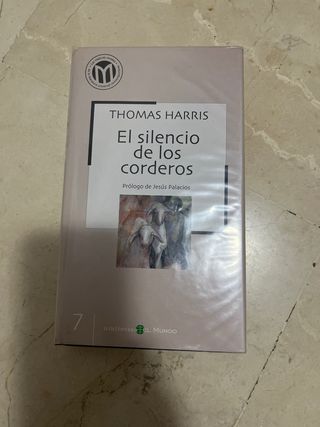 THOMAS HARRIS
El silencio
de los
corderos
Prólogo de Jesús Palacios
7
EL MUNDO